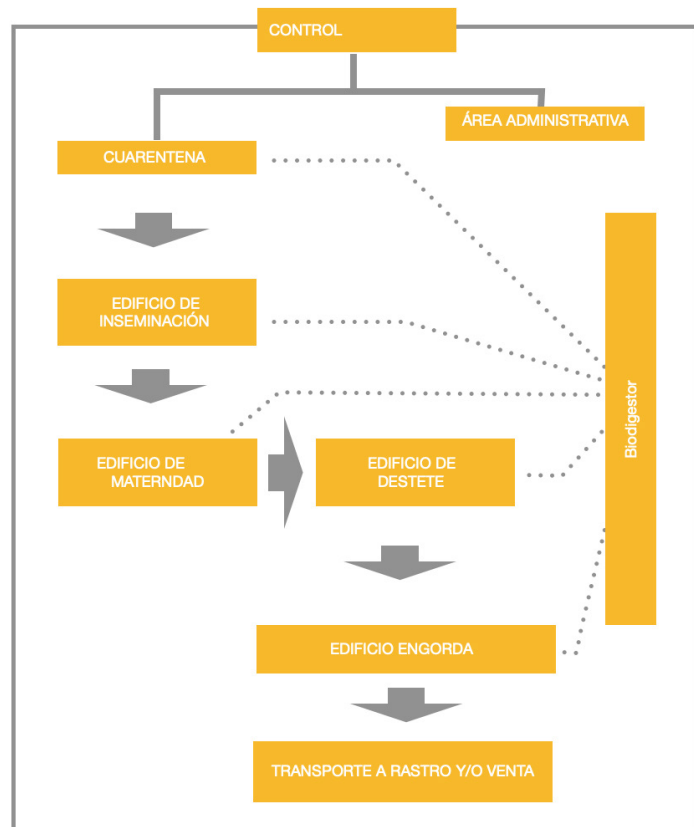 CONTROL
ÁREA ADMINISTRATIVA
CUARENTENA
EDIFICIO DE
INSEMINACIÓN
EDIFICIO DE
MATERNDAD
EDIFICIO DE
DESTETE
Biodigestor
EDIFICIO ENGORDA
TRANSPORTE A RASTRO Y/O VENTA